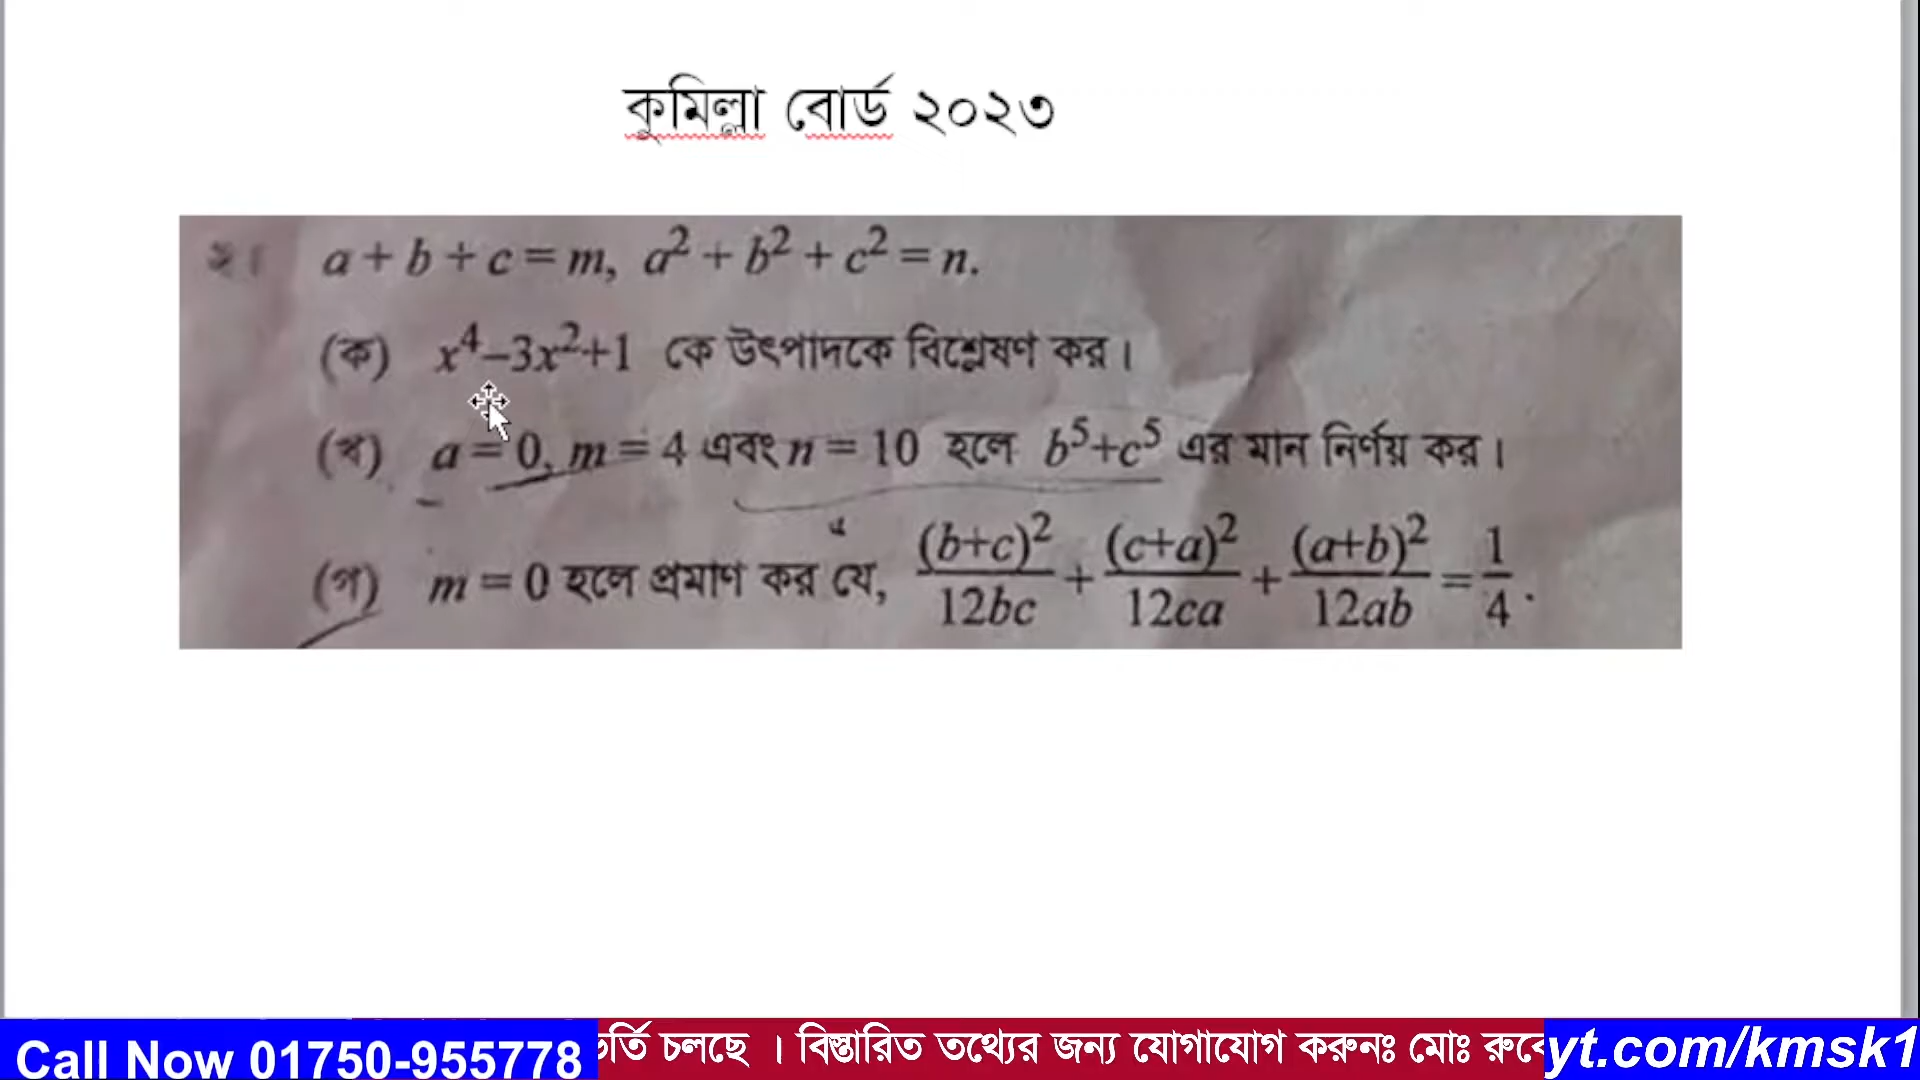 কুমিল্লা বোর্ড ২০২৩
২। a + b + c = m, a² + b² + c² = n.
(ক) x⁴–3x²+1 কে উৎপাদকে বিশ্লেষণ কর।
(খ) a = 0, m = 4 এবং n = 10 হলে b⁵+c⁵ এর মান নির্ণয় কর।
(গ) m = 0 হলে প্রমাণ কর যে, (b+c)²/12bc + (c+a)²/12ca + (a+b)²/12ab = 1/4.
Call Now 01750-955778 র্তি চলছে । বিস্তারিত তথ্যের জন্য যোগাযোগ করুনঃ মোঃ yt.com/kmsk1